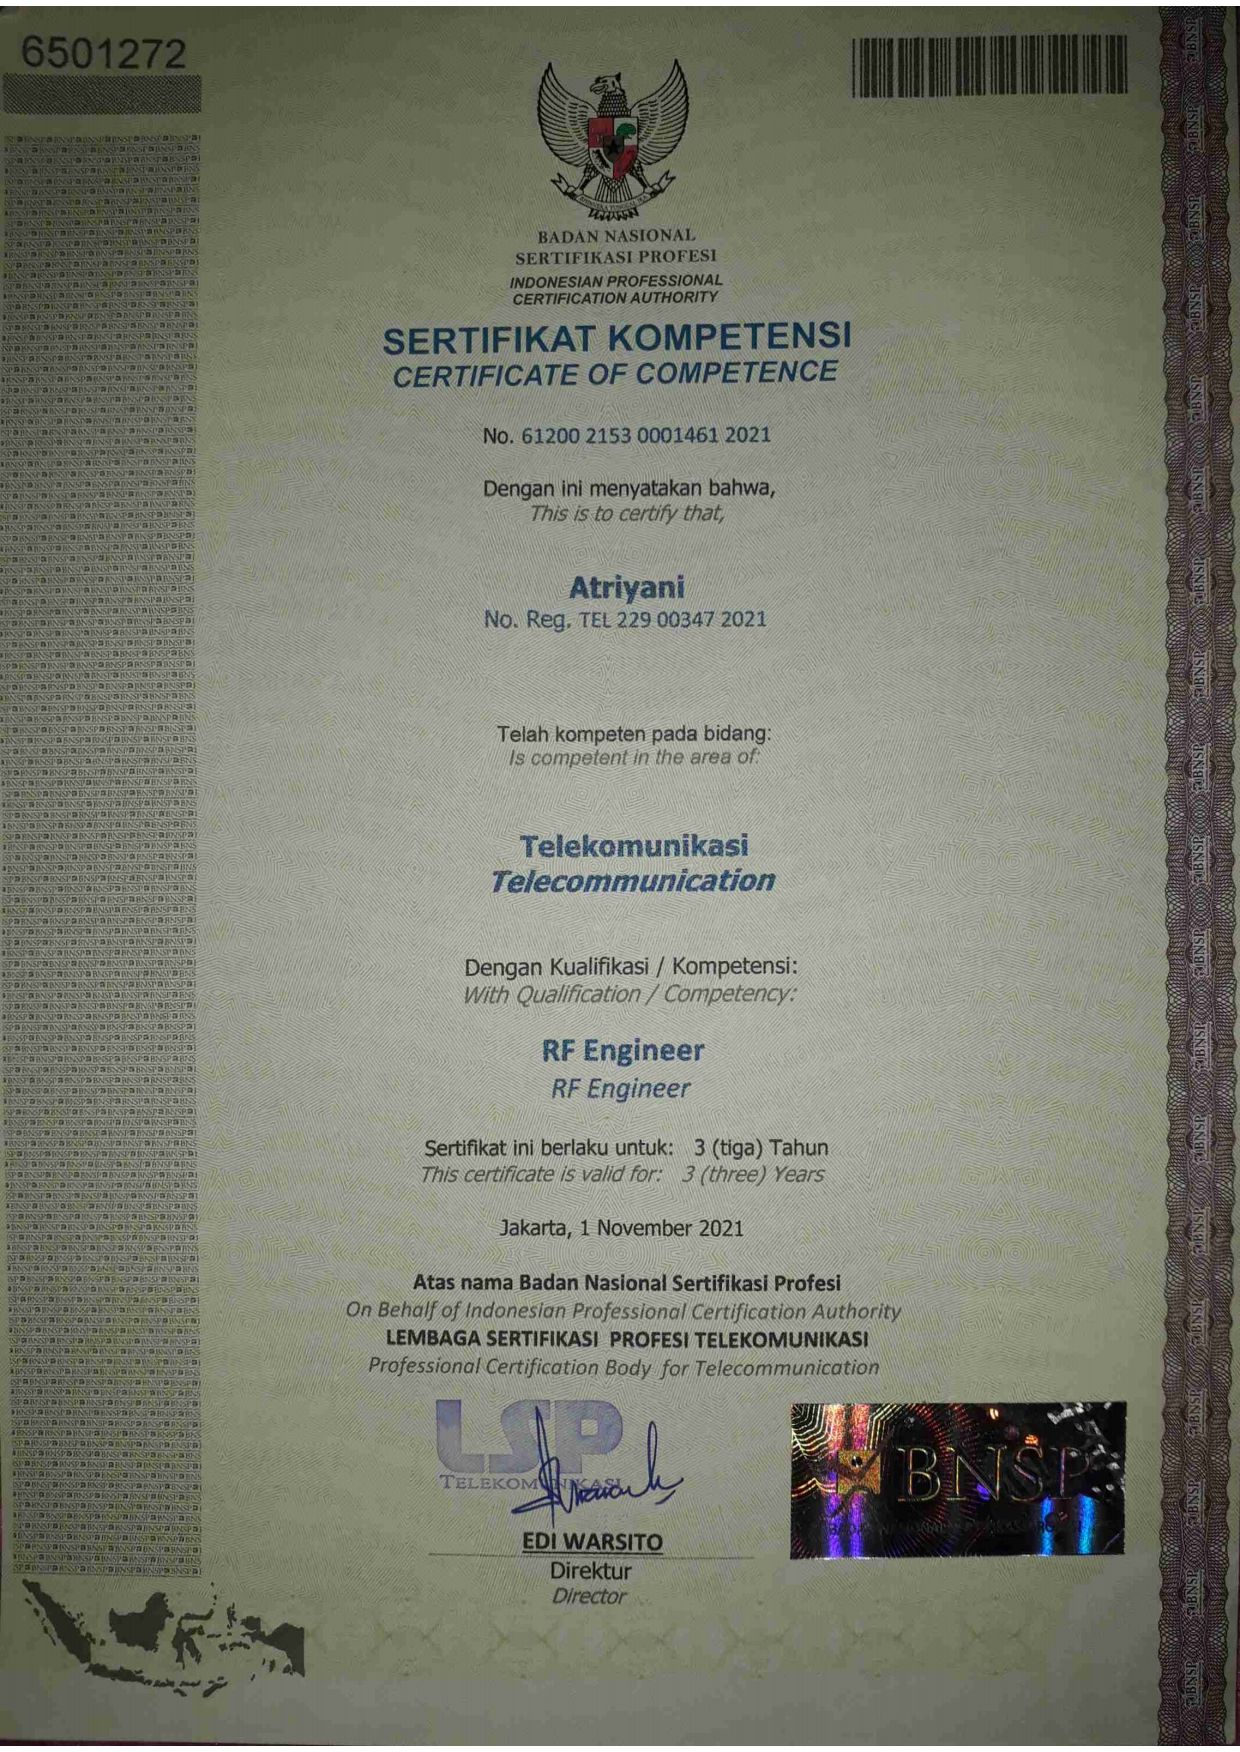 6501272
BADAN NASIONAL
SERTIFIKASI PROFESI
INDONESIAN PROFESSIONAL
CERTIFICATION AUTHORITY
SERTIFIKAT KOMPETENSI
CERTIFICATE OF COMPETENCE
No. 61200 2153 0001461 2021
Dengan ini menyatakan bahwa,
This is to certify that,
Atriyani
No. Reg. TEL 229 00347 2021
Telah kompeten pada bidang:
Is competent in the area of:
Telekomunikasi
Telecommunication
Dengan Kualifikasi / Kompetensi:
With Qualification / Competency:
RF Engineer
RF Engineer
Sertifikat ini berlaku untuk: 3 (tiga) Tahun
This certificate is valid for: 3 (three) Years
Jakarta, 1 November 2021
Atas nama Badan Nasional Sertifikasi Profesi
On Behalf of Indonesian Professional Certification Authority
LEMBAGA SERTIFIKASI PROFESI TELEKOMUNIKASI
Professional Certification Body for Telecommunication
LSP
TELEKOMUNIKASI
BNSP
EDI WARSITO
Direktur
Director